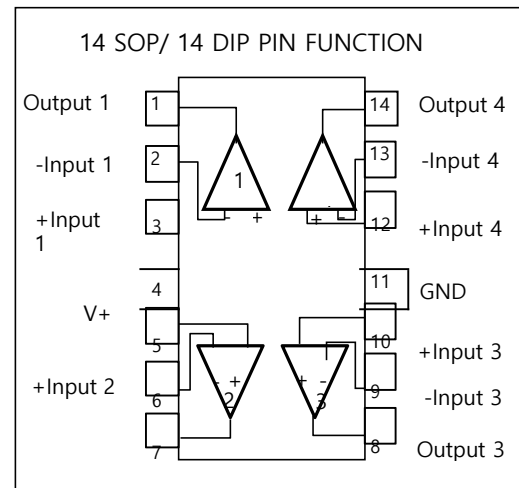 14 SOP/ 14 DIP PIN FUNCTION
Output 1
1
14
Output 4
-Input 1
2
13
-Input 4
1
- +
+ -
+Input
1
3
12
+Input 4
4
11
GND
V+
5
10
+Input 3
- +
+ -
+Input 2
6
2
3
9
-Input 3
7
8
Output 3